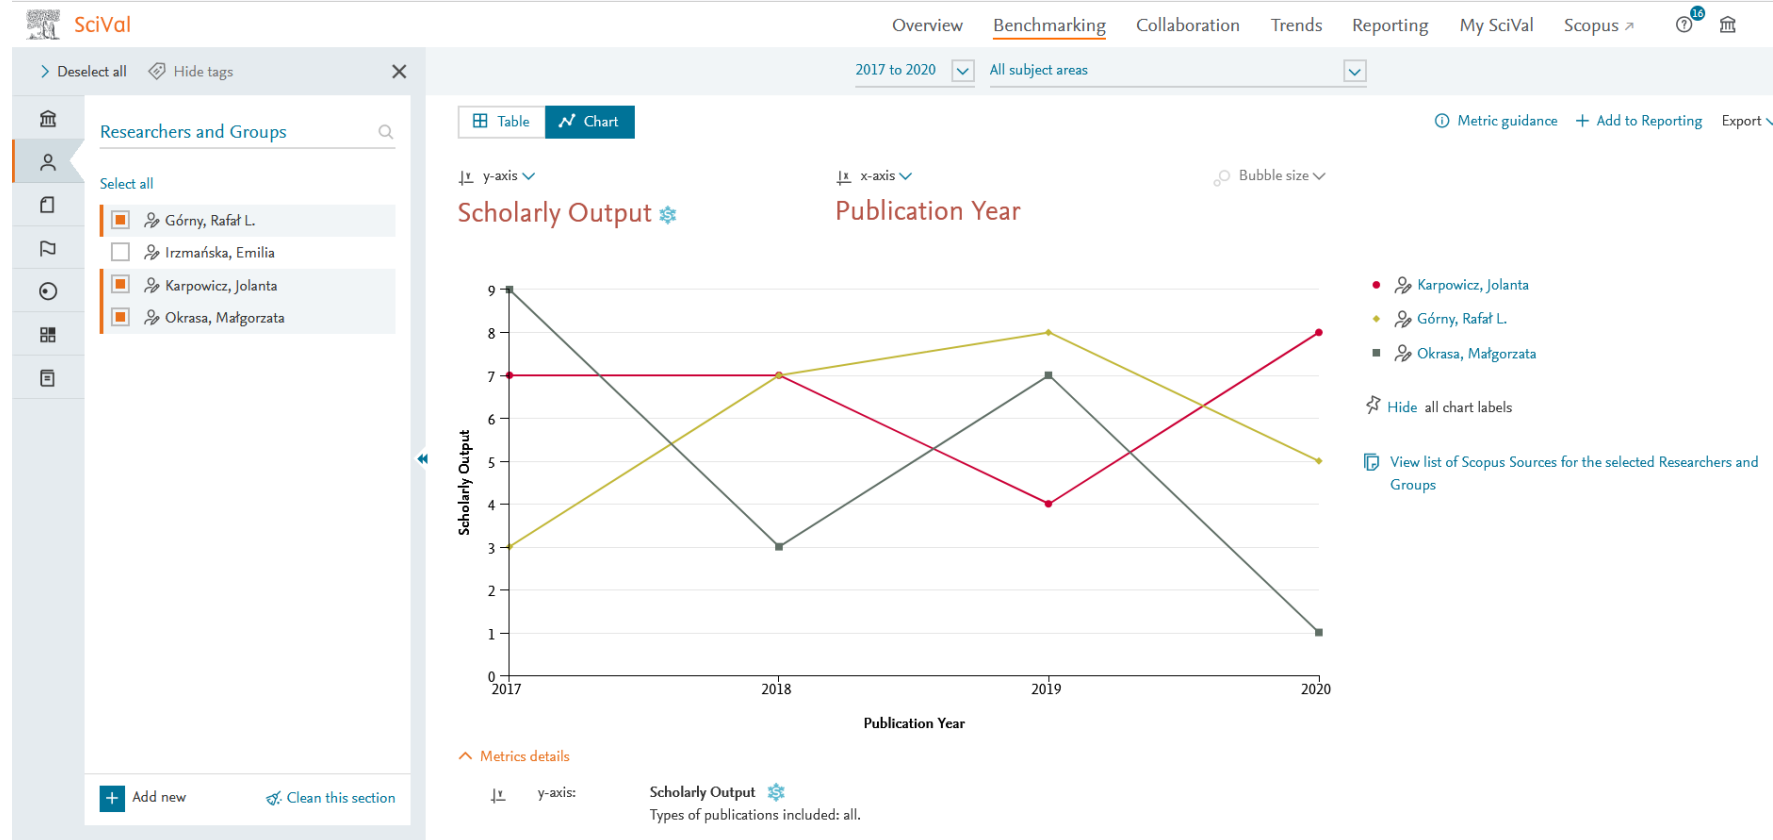 SciVal
Overview
Benchmarking
Collaboration
Trends
Reporting
My SciVal
Scopus ↗
16
Deselect all
Hide tags
2017 to 2020
All subject areas
Researchers and Groups
Select all
Górny, Rafał L.
Irzmańska, Emilia
Karpowicz, Jolanta
Okrasa, Małgorzata
Add new
Clean this section
Table
Chart
Metric guidance
Add to Reporting
Export
y-axis
Scholarly Output
x-axis
Publication Year
Bubble size
9
8
7
6
5
4
3
2
1
0
Scholarly Output
2017
2018
2019
2020
Publication Year
Karpowicz, Jolanta
Górny, Rafał L.
Okrasa, Małgorzata
Hide all chart labels
View list of Scopus Sources for the selected Researchers and
Groups
Metrics details
y-axis:
Scholarly Output
Types of publications included: all.